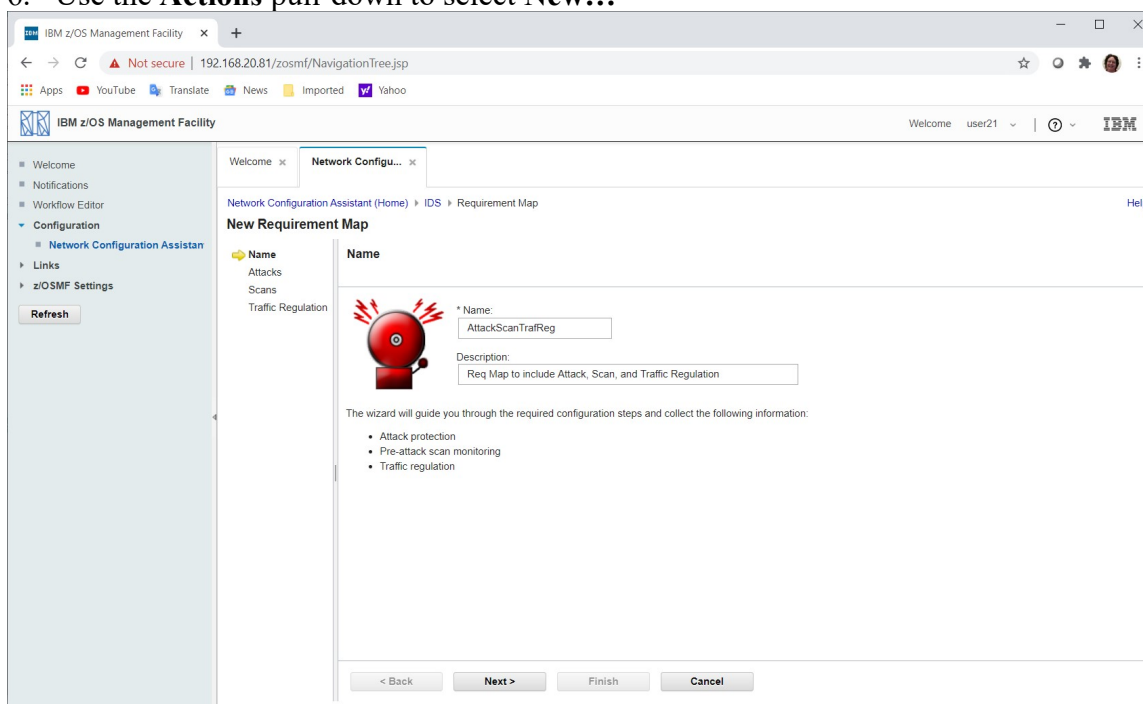 6. Use the Actions pull-down to select New…
IBM IBM z/OS Management Facility
Not secure | 192.168.20.81/zosmf/NavigationTree.jsp
Apps YouTube Translate News Imported Yahoo
IBM z/OS Management Facility
Welcome user21 IBM
Welcome
Notifications
Workflow Editor
Configuration
Network Configuration Assistan
Links
z/OSMF Settings
Refresh
Welcome Network Configu...
Network Configuration Assistant (Home) IDS Requirement Map Hel
New Requirement Map
Name
Attacks
Scans
Traffic Regulation
Name
* Name:
AttackScanTrafReg
Description:
Req Map to include Attack, Scan, and Traffic Regulation
The wizard will guide you through the required configuration steps and collect the following information:
• Attack protection
• Pre-attack scan monitoring
• Traffic regulation
< Back Next > Finish Cancel